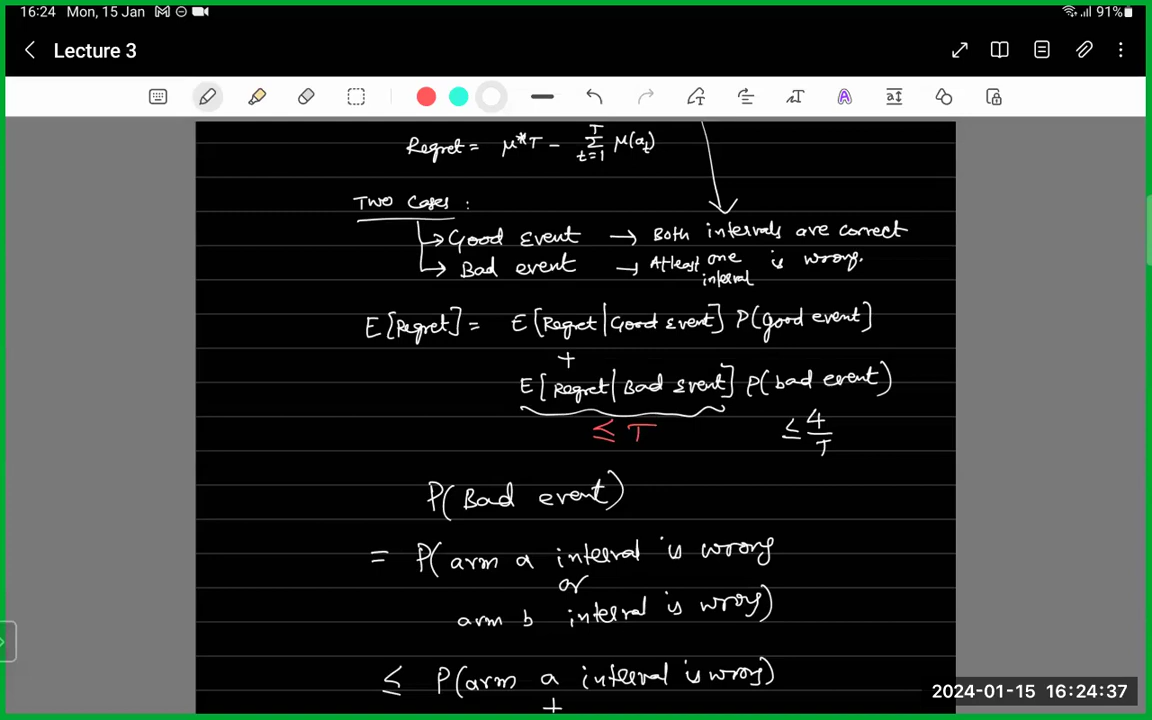 16:24 Mon, 15 Jan
91%
Lecture 3
Regret = μ*T - Σ_{t=1}^{T} μ(a_t)
Two Cases :
→ Good Event → Both intervals are correct
→ Bad event → Atleast one interval is wrong.
E[Regret] = E[Regret|Good Event] P(good event)
+
E[Regret|Bad Event] P(bad event)
≤ T ≤ 4/T
P(Bad event)
= P(arm a interval is wrong
or
arm b interval is wrong)
≤ P(arm a interval is wrong)
+
2024-01-15 16:24:37